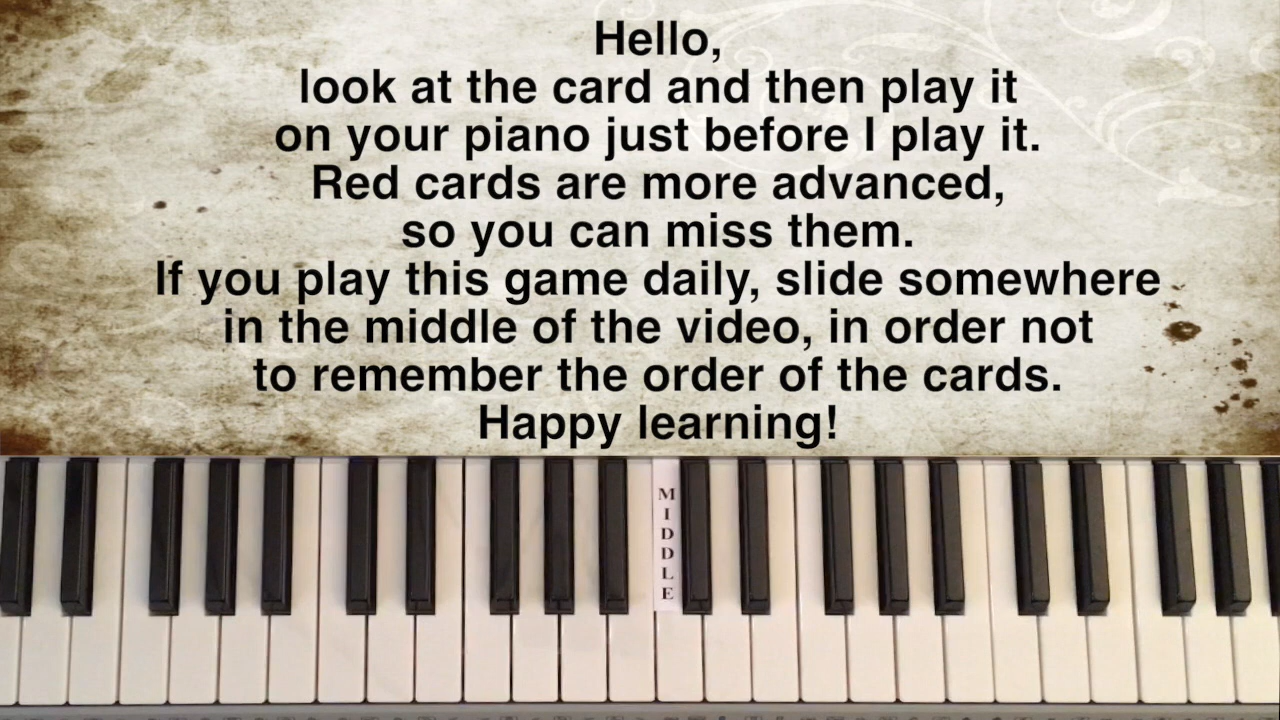 Hello,
look at the card and then play it
on your piano just before I play it.
Red cards are more advanced,
so you can miss them.
If you play this game daily, slide somewhere
in the middle of the video, in order not
to remember the order of the cards.
Happy learning!
MIDDLE